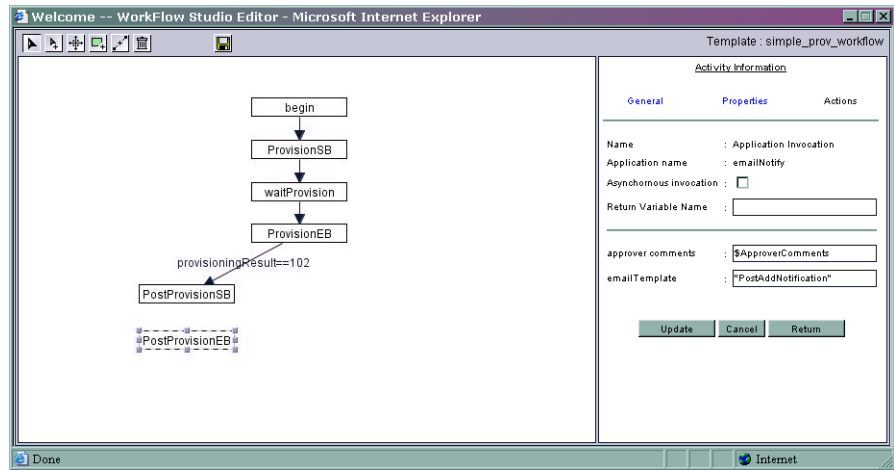 Welcome -- WorkFlow Studio Editor - Microsoft Internet Explorer
Template : simple_prov_workflow
begin
ProvisionSB
waitProvision
ProvisionEB
provisioningResult==102
PostProvisionSB
PostProvisionEB
Activity Information
General Properties Actions
Name : Application Invocation
Application name : emailNotify
Asynchornous invocation :
Return Variable Name :
approver comments : $ApproverComments
emailTemplate : "PostAddNotification"
Update Cancel Return
Done Internet